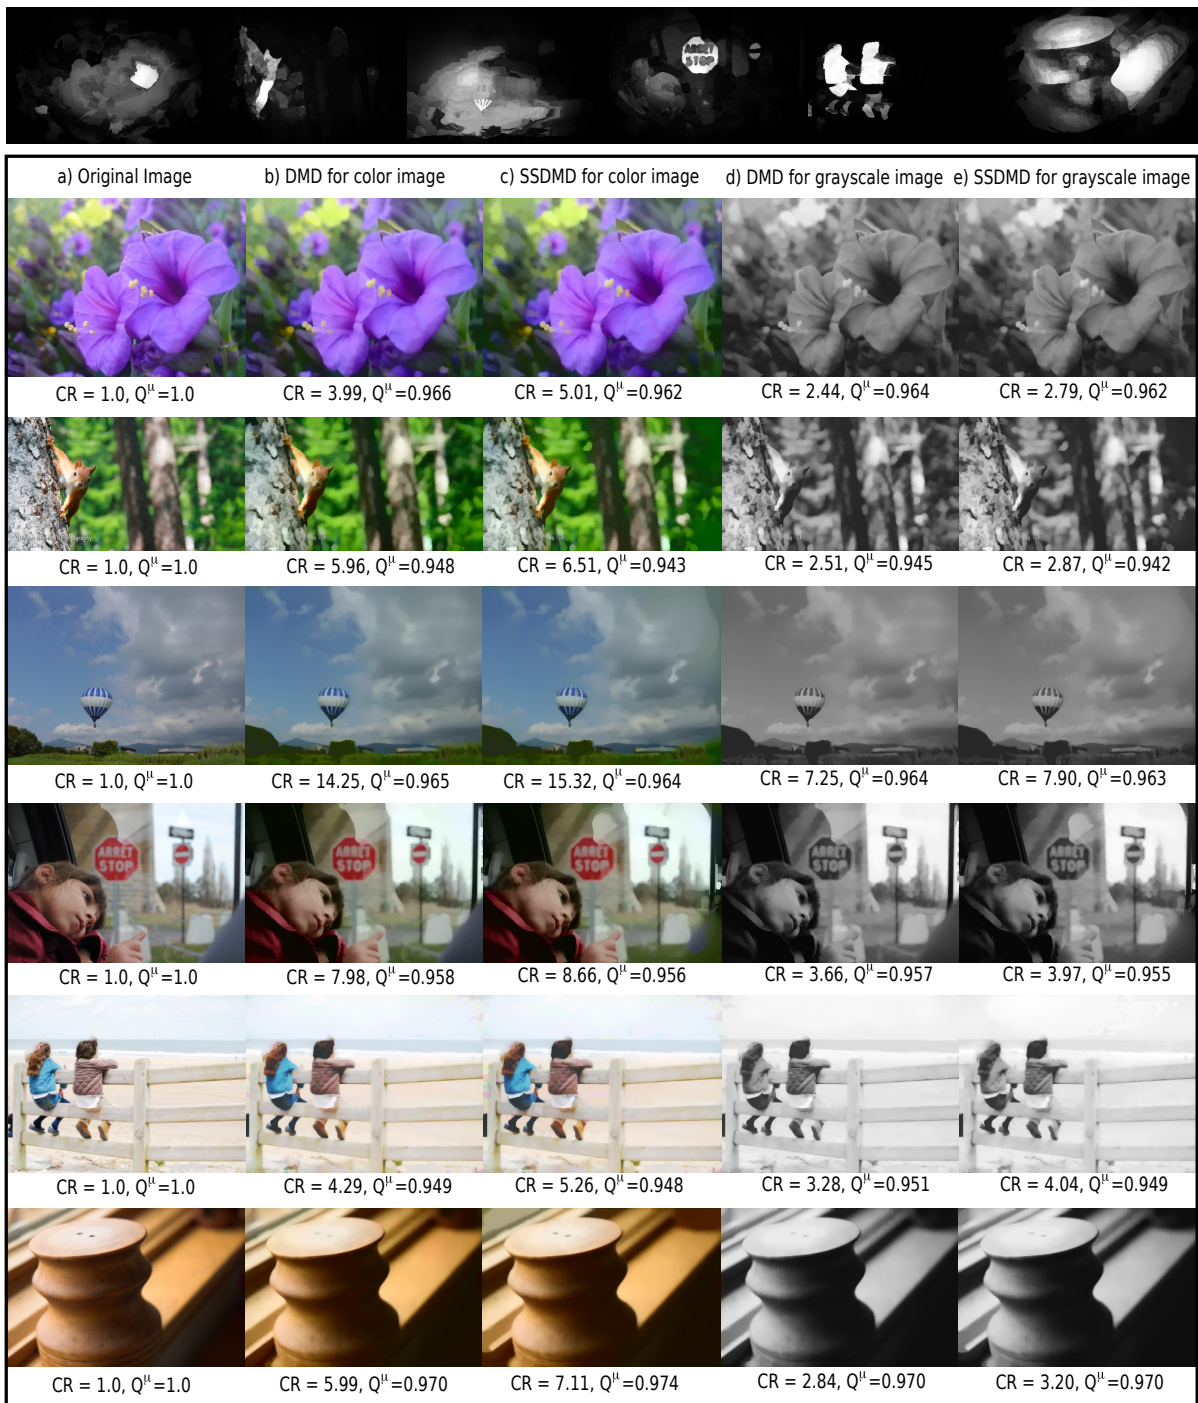 ARRET
STOP
a) Original Image b) DMD for color image c) SSDMD for color image d) DMD for grayscale image e) SSDMD for grayscale image
CR = 1.0, Qμ=1.0 CR = 3.99, Qμ=0.966 CR = 5.01, Qμ=0.962 CR = 2.44, Qμ=0.964 CR = 2.79, Qμ=0.962
CR = 1.0, Qμ=1.0 CR = 5.96, Qμ=0.948 CR = 6.51, Qμ=0.943 CR = 2.51, Qμ=0.945 CR = 2.87, Qμ=0.942
CR = 1.0, Qμ=1.0 CR = 14.25, Qμ=0.965 CR = 15.32, Qμ=0.964 CR = 7.25, Qμ=0.964 CR = 7.90, Qμ=0.963
ARRET ARRET ARRET ARRET ARRET
STOP STOP STOP STOP STOP
CR = 1.0, Qμ=1.0 CR = 7.98, Qμ=0.958 CR = 8.66, Qμ=0.956 CR = 3.66, Qμ=0.957 CR = 3.97, Qμ=0.955
CR = 1.0, Qμ=1.0 CR = 4.29, Qμ=0.949 CR = 5.26, Qμ=0.948 CR = 3.28, Qμ=0.951 CR = 4.04, Qμ=0.949
CR = 1.0, Qμ=1.0 CR = 5.99, Qμ=0.970 CR = 7.11, Qμ=0.974 CR = 2.84, Qμ=0.970 CR = 3.20, Qμ=0.970